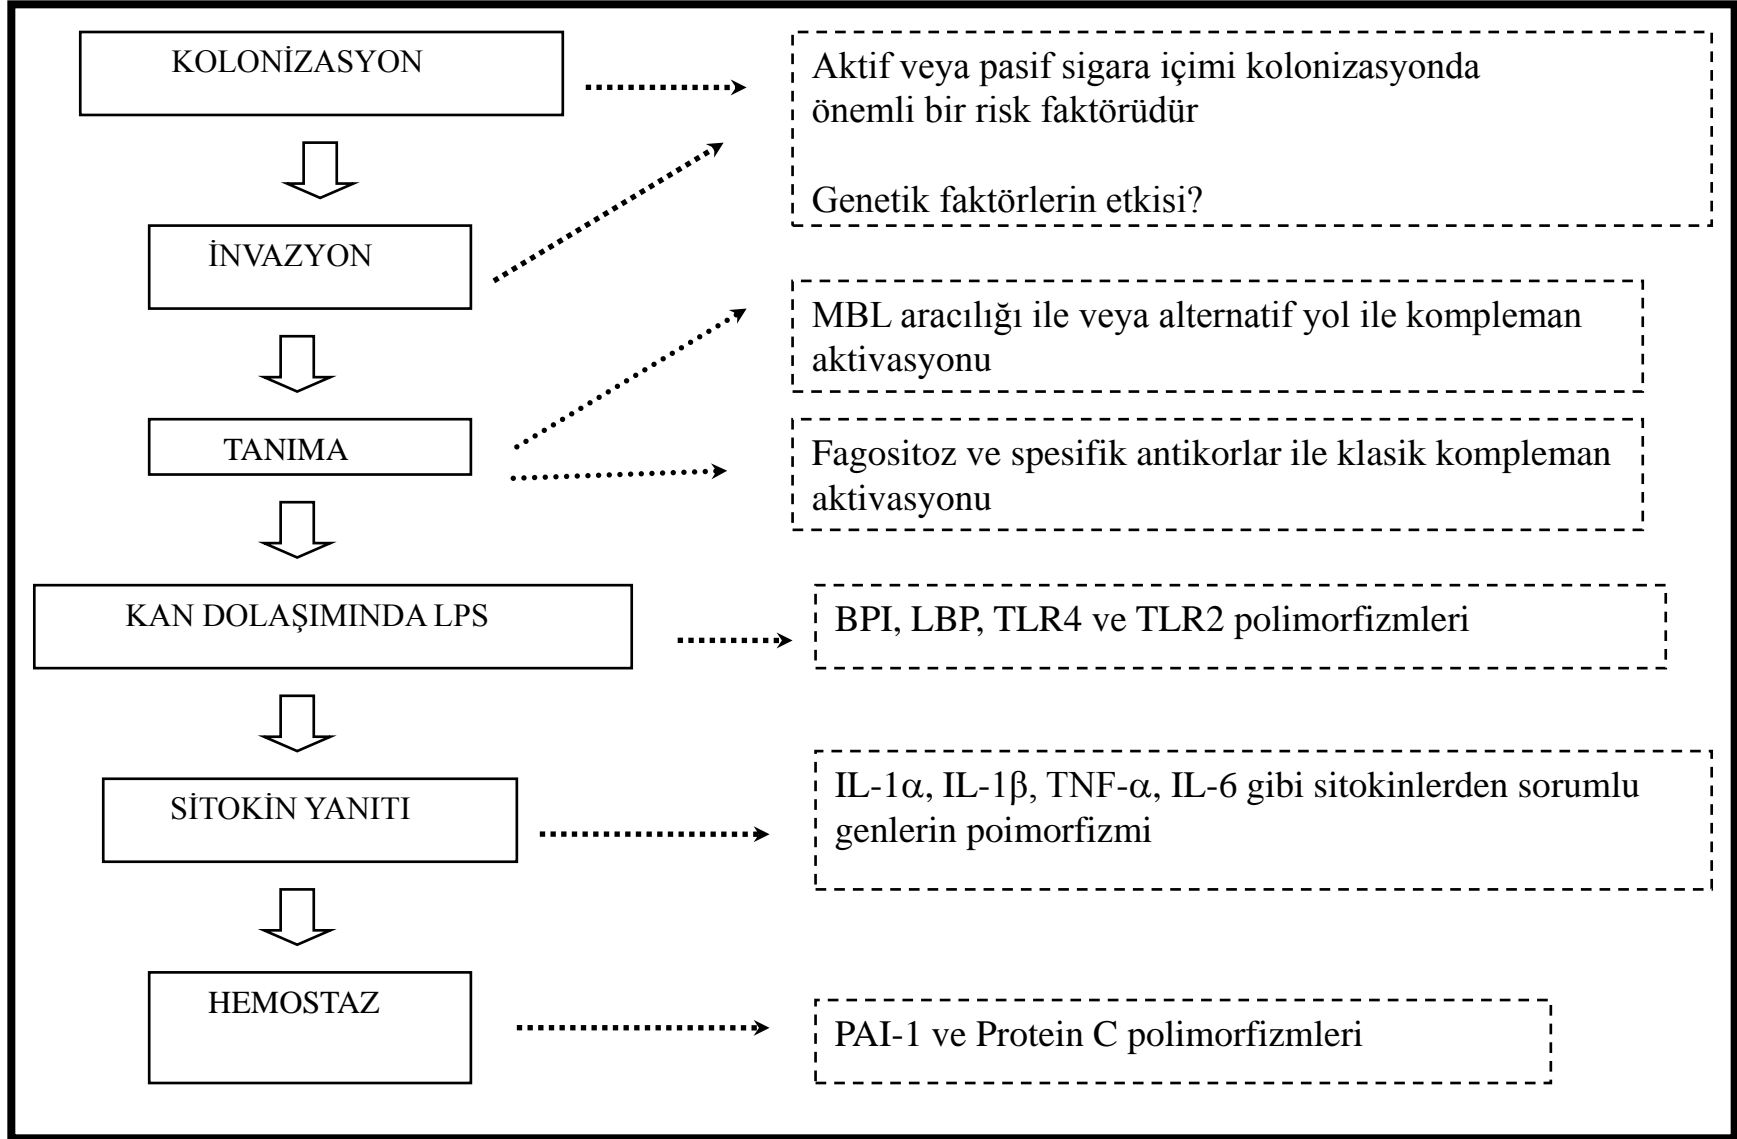 KOLONİZASYON
Aktif veya pasif sigara içimi kolonizasyonda
önemli bir risk faktörüdür
Genetik faktörlerin etkisi?
İNVAZYON
MBL aracılığı ile veya alternatif yol ile kompleman
aktivasyonu
TANIMA
Fagositoz ve spesifik antikorlar ile klasik kompleman
aktivasyonu
KAN DOLAŞIMINDA LPS
BPI, LBP, TLR4 ve TLR2 polimorfizmleri
SİTOKİN YANITI
IL-1α, IL-1β, TNF-α, IL-6 gibi sitokinlerden sorumlu
genlerin poimorfizmi
HEMOSTAZ
PAI-1 ve Protein C polimorfizmleri